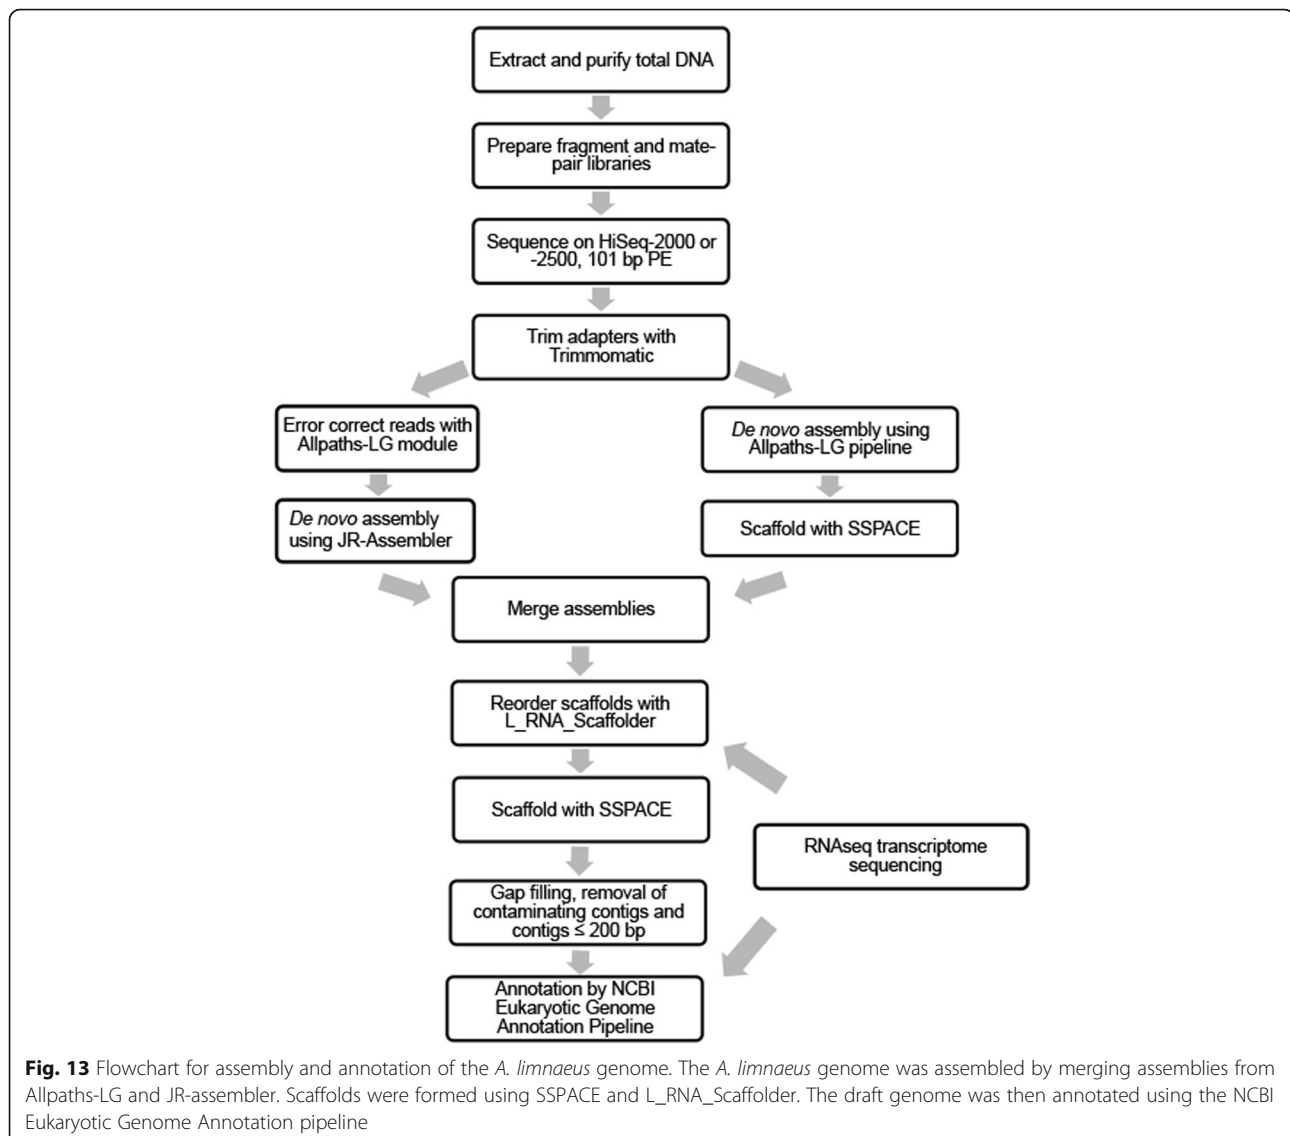 Extract and purify total DNA
Prepare fragment and mate-
pair libraries
Sequence on HiSeq-2000 or
-2500, 101 bp PE
Trim adapters with
Trimmomatic
Error correct reads with
Allpaths-LG module
De novo assembly
using JR-Assembler
De novo assembly using
Allpaths-LG pipeline
Scaffold with SSPACE
Merge assemblies
Reorder scaffolds with
L_RNA_Scaffolder
Scaffold with SSPACE
RNAseq transcriptome
sequencing
Gap filling, removal of
contaminating contigs and
contigs ≤ 200 bp
Annotation by NCBI
Eukaryotic Genome
Annotation Pipeline
Fig. 13 Flowchart for assembly and annotation of the A. limnaeus genome. The A. limnaeus genome was assembled by merging assemblies from
Allpaths-LG and JR-assembler. Scaffolds were formed using SSPACE and L_RNA_Scaffolder. The draft genome was then annotated using the NCBI
Eukaryotic Genome Annotation pipeline